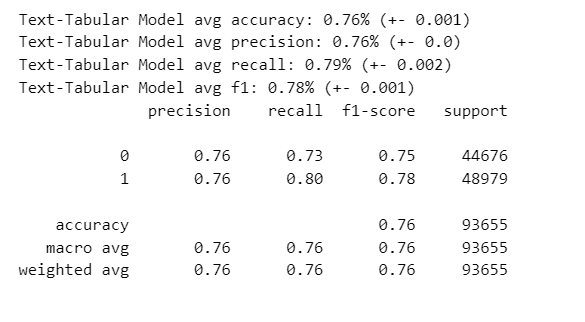 Text-Tabular Model avg accuracy: 0.76% (+- 0.001)
Text-Tabular Model avg precision: 0.76% (+- 0.0)
Text-Tabular Model avg recall: 0.79% (+- 0.002)
Text-Tabular Model avg f1: 0.78% (+- 0.001)
precision recall f1-score support
0 0.76 0.73 0.75 44676
1 0.76 0.80 0.78 48979
accuracy 0.76 93655
macro avg 0.76 0.76 0.76 93655
weighted avg 0.76 0.76 0.76 93655